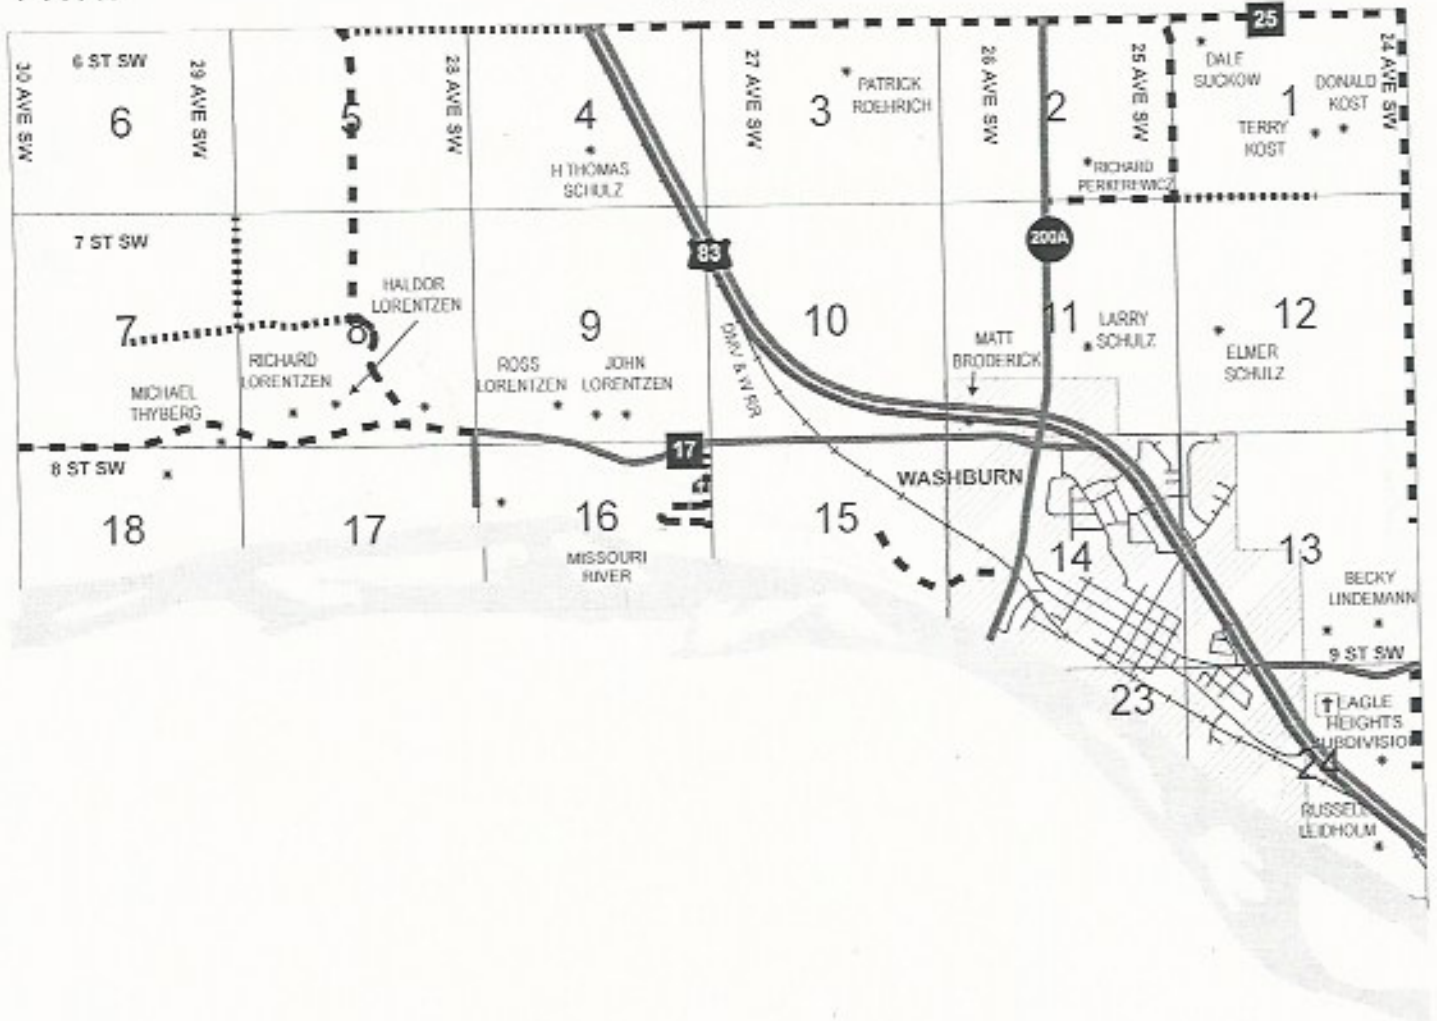 25
6 ST SW
30 AVE SW
29 AVE SW
28 AVE SW
27 AVE SW
26 AVE SW
25 AVE SW
24 AVE SW
6
5
4
3
2
1
DALE
SUCKOW
DONALD
KOST
TERRY
KOST
PATRICK
ROEHRICH
H THOMAS
SCHULZ
RICHARD
PERKEREWICZ
7 ST SW
83
200A
HALDOR
LORENTZEN
7
8
9
10
11
12
DMV & W RR
MATT
BRODERICK
LARRY
SCHULZ
ELMER
SCHULZ
RICHARD
LORENTZEN
ROSS
LORENTZEN
JOHN
LORENTZEN
MICHAEL
THYBERG
17
8 ST SW
WASHBURN
18
17
16
15
14
13
MISSOURI
RIVER
BECKY
LINDEMANN
9 ST SW
23
EAGLE
HEIGHTS
SUBDIVISIO
24
RUSSELL
LEIDHOLM